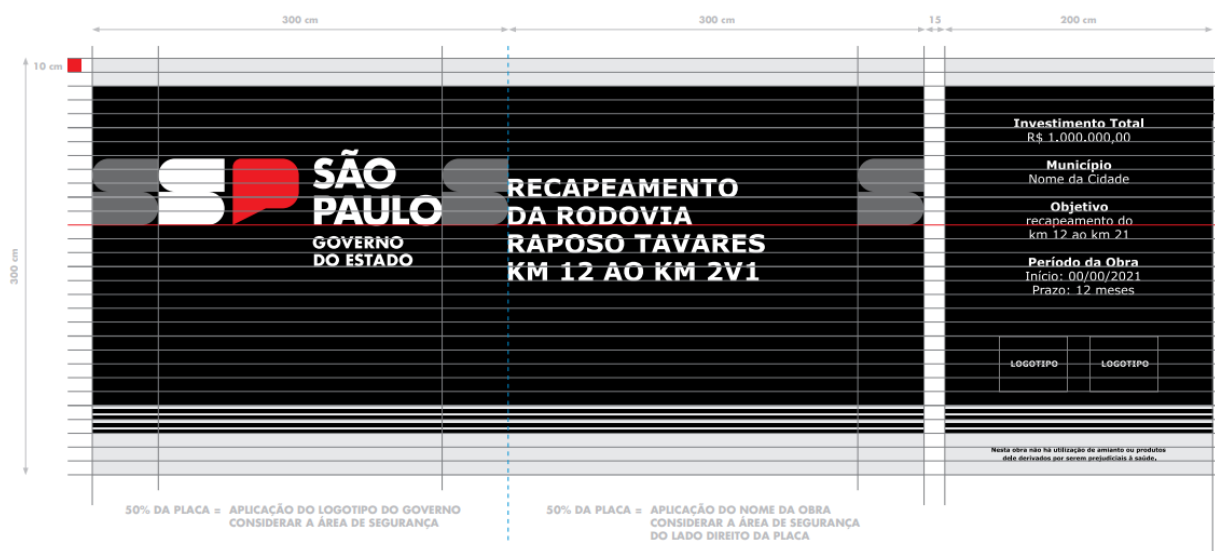 300 cm
300 cm
15
200 cm
10 cm
300 cm
SP
SÃO
PAULO
GOVERNO
DO ESTADO
RECAPEAMENTO
DA RODOVIA
RAPOSO TAVARES
KM 12 AO KM 2V1
Investimento Total
R$ 1.000.000,00
Município
Nome da Cidade
Objetivo
recapeamento do
km 12 ao km 21
Período da Obra
Início: 00/00/2021
Prazo: 12 meses
LOGOTIPO
LOGOTIPO
Nesta obra não há utilização de amianto ou produtos
dele derivados por serem prejudiciais à saúde.
50% DA PLACA = APLICAÇÃO DO LOGOTIPO DO GOVERNO
CONSIDERAR A ÁREA DE SEGURANÇA
50% DA PLACA = APLICAÇÃO DO NOME DA OBRA
CONSIDERAR A ÁREA DE SEGURANÇA
DO LADO DIREITO DA PLACA